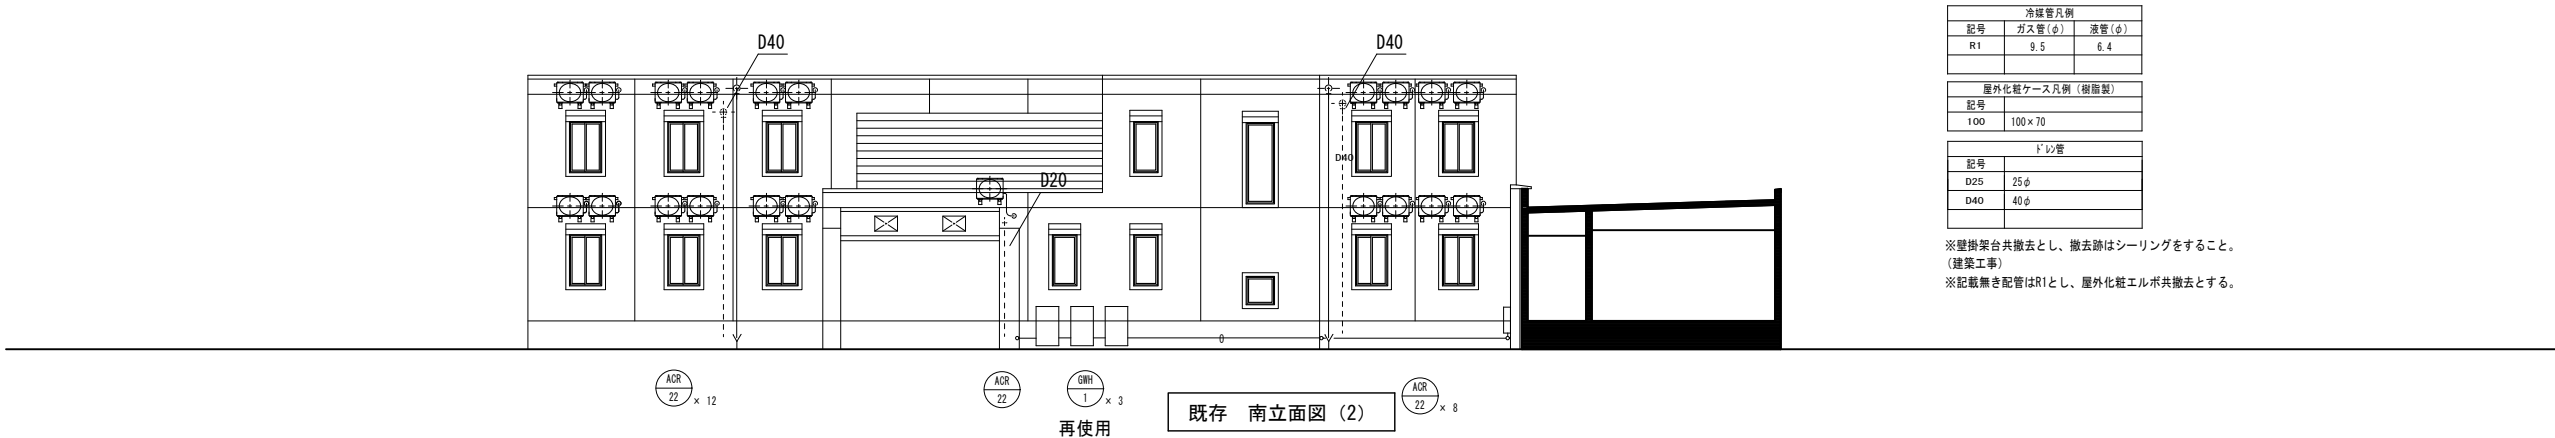 D40
D40
D40
D20
0
ACR
22
× 12
ACR
22
GWH
1
× 3
再使用
既存　南立面図（2）
ACR
22
× 8
冷媒管凡例
記号 ガス管(φ) 液管(φ)
R1 9.5 6.4
屋外化粧ケース凡例（樹脂製）
記号
100 100×70
ﾄﾞﾚﾝ管
記号
D25 25φ
D40 40φ
※壁掛架台共撤去とし、撤去跡はシーリングをすること。
（建築工事）
※記載無き配管はR1とし、屋外化粧エルボ共撤去とする。